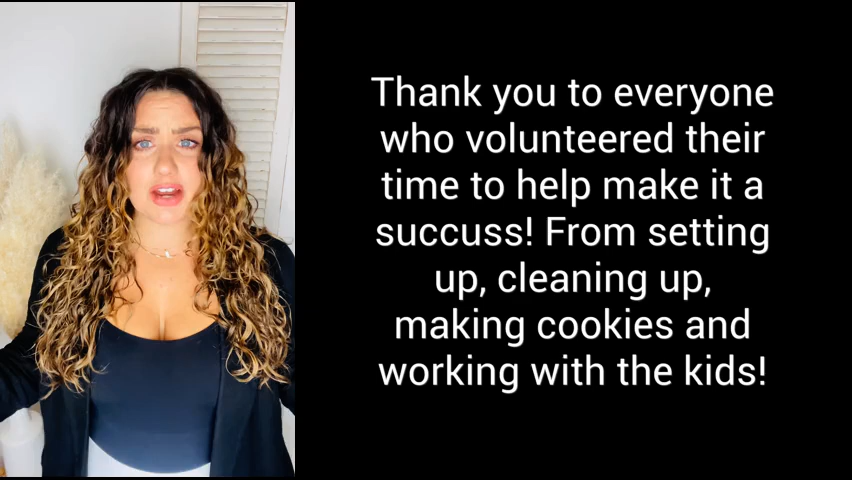 Thank you to everyone
who volunteered their
time to help make it a
succuss! From setting
up, cleaning up,
making cookies and
working with the kids!